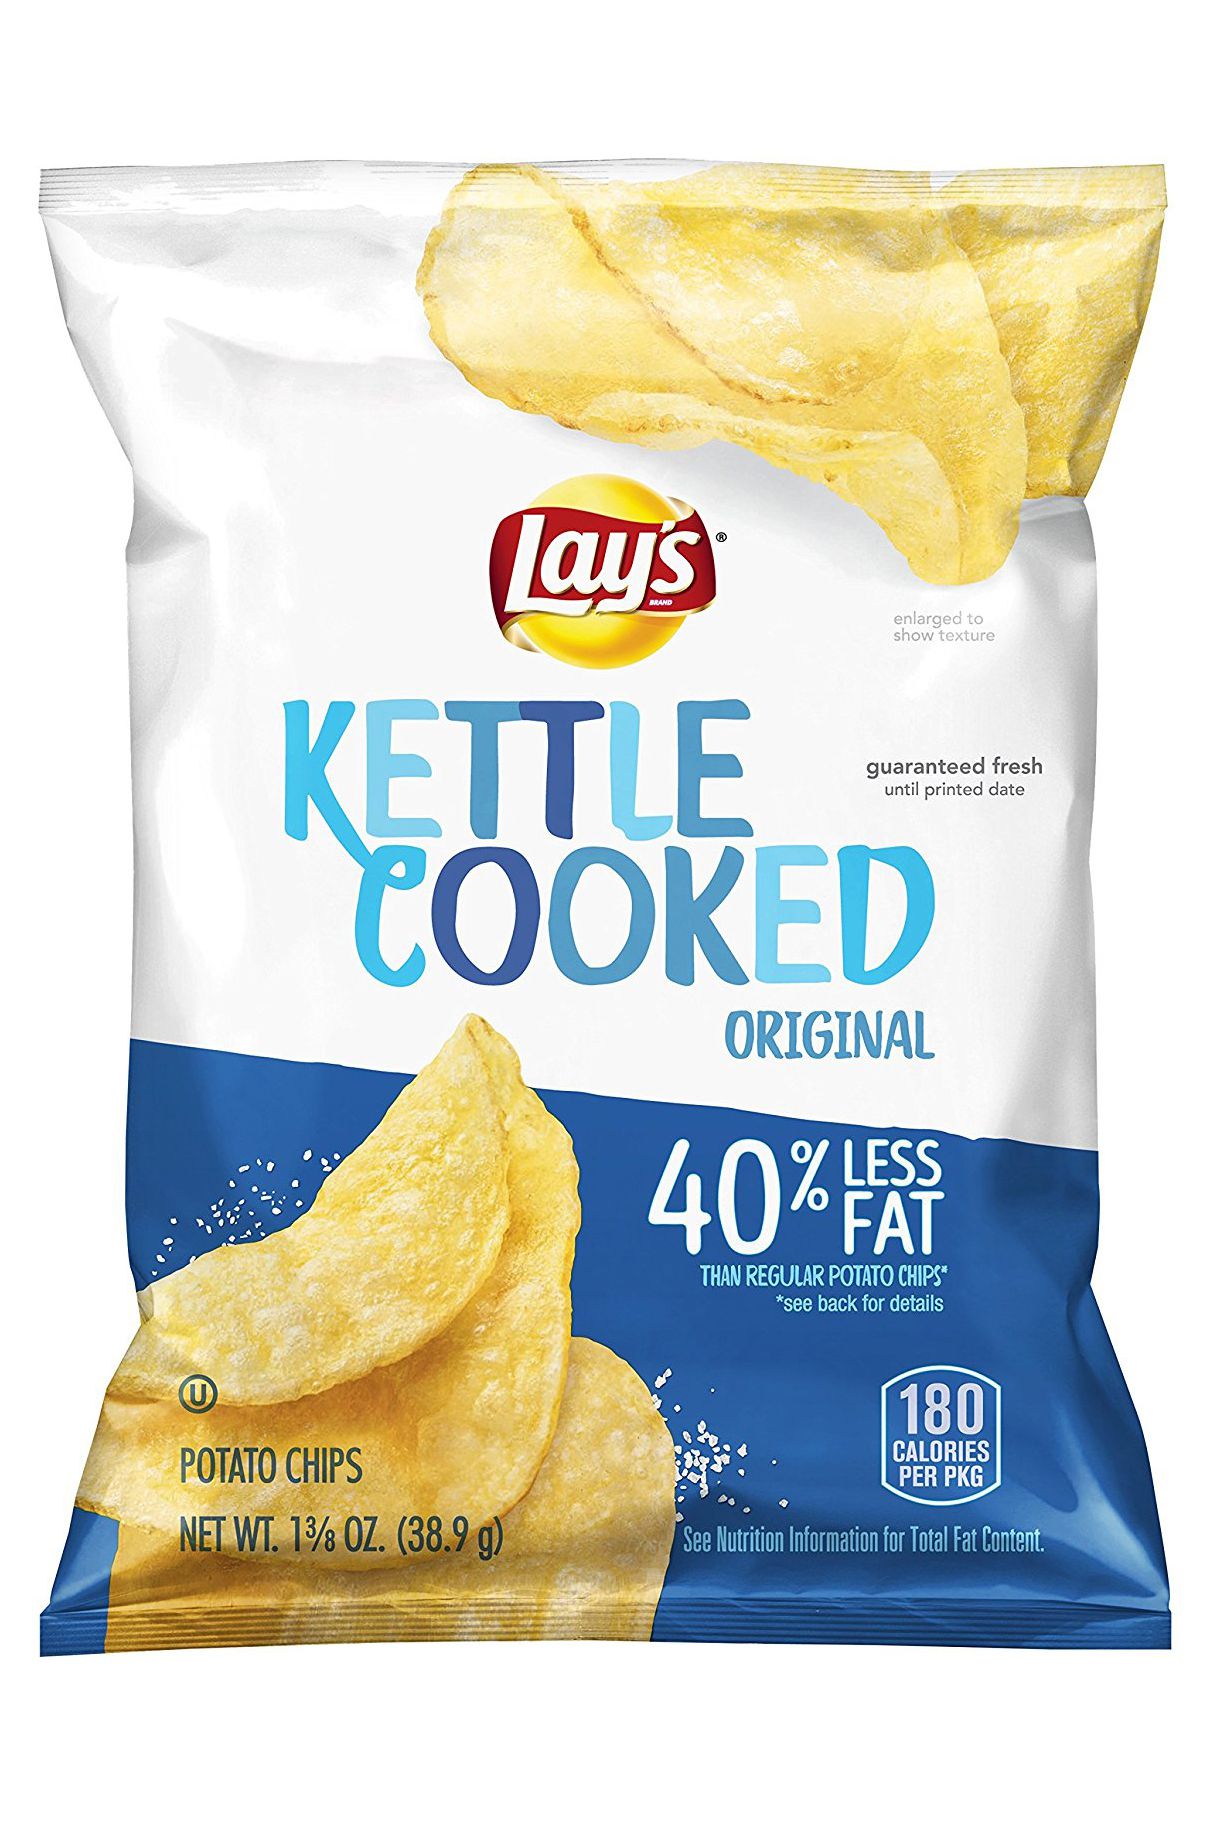 Lay's®
BRAND
enlarged to
show texture
KETTLE
guaranteed fresh
until printed date
COOKED
ORIGINAL
40% LESS
FAT
THAN REGULAR POTATO CHIPS*
*see back for details
U
180
CALORIES
PER PKG
POTATO CHIPS
NET WT. 1⅜ OZ. (38.9 g)
See Nutrition Information for Total Fat Content.